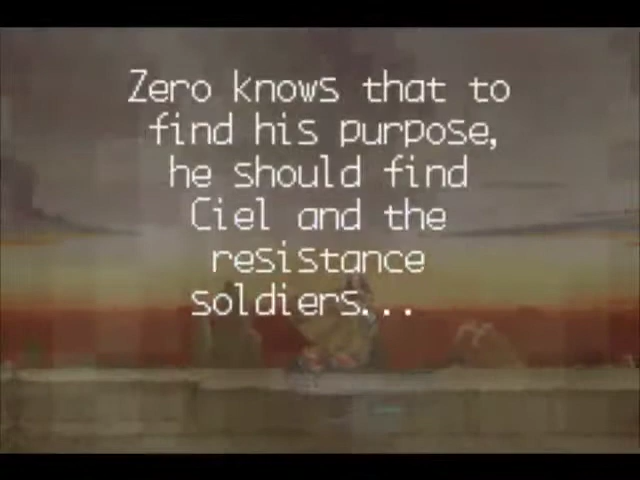 Zero knows that to
find his purpose,
he should find
Ciel and the
resistance
soldiers...